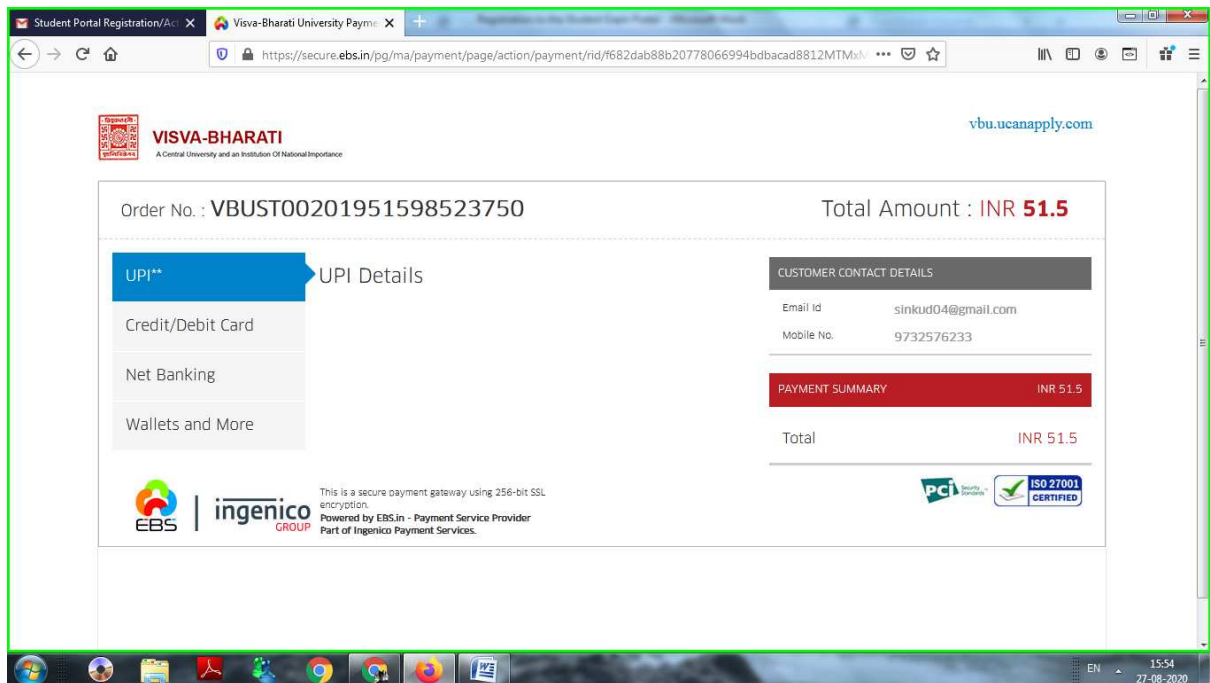 Student Portal Registration/Act
Visva-Bharati University Payme
https://secure.ebs.in/pg/ma/payment/page/action/payment/rid/f682dab88b20778066994bdbacad8812MTMxM
VISVA-BHARATI
A Central University and an Institution Of National Importance
vbu.ucanapply.com
Order No. : VBUST00201951598523750
Total Amount : INR 51.5
UPI**
UPI Details
Credit/Debit Card
Net Banking
Wallets and More
CUSTOMER CONTACT DETAILS
Email Id sinkud04@gmail.com
Mobile No. 9732576233
PAYMENT SUMMARY INR 51.5
Total INR 51.5
EBS
ingenico
GROUP
This is a secure payment gateway using 256-bit SSL
encryption.
Powered by EBS.in - Payment Service Provider
Part of Ingenico Payment Services.
PCI Security Standards
ISO 27001
CERTIFIED
EN
15:54
27-08-2020